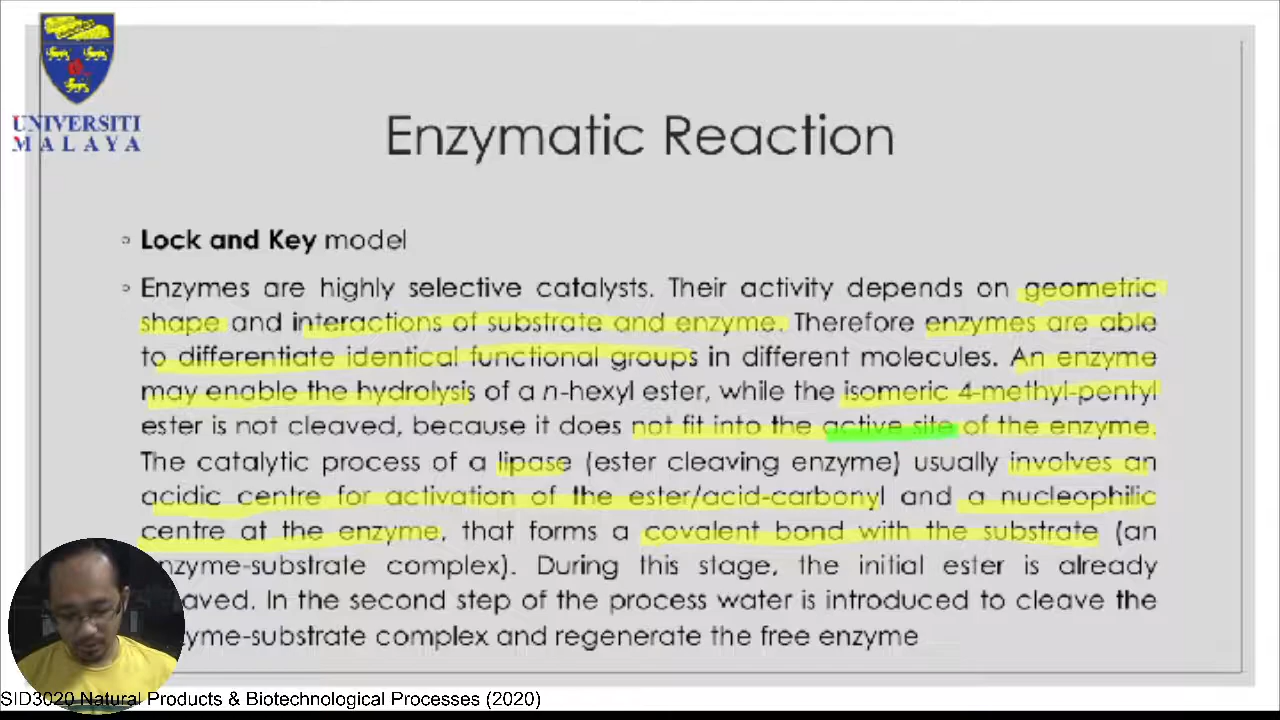 UNIVERSITI
MALAYA
Enzymatic Reaction
Lock and Key model
Enzymes are highly selective catalysts. Their activity depends on geometric
shape and interactions of substrate and enzyme. Therefore enzymes are able
to differentiate identical functional groups in different molecules. An enzyme
may enable the hydrolysis of a n-hexyl ester, while the isomeric 4-methyl-pentyl
ester is not cleaved, because it does not fit into the active site of the enzyme.
The catalytic process of a lipase (ester cleaving enzyme) usually involves an
acidic centre for activation of the ester/acid-carbonyl and a nucleophilic
centre at the enzyme, that forms a covalent bond with the substrate (an
nzyme-substrate complex). During this stage, the initial ester is already
aved. In the second step of the process water is introduced to cleave the
zyme-substrate complex and regenerate the free enzyme
SID3020 Natural Products & Biotechnological Processes (2020)